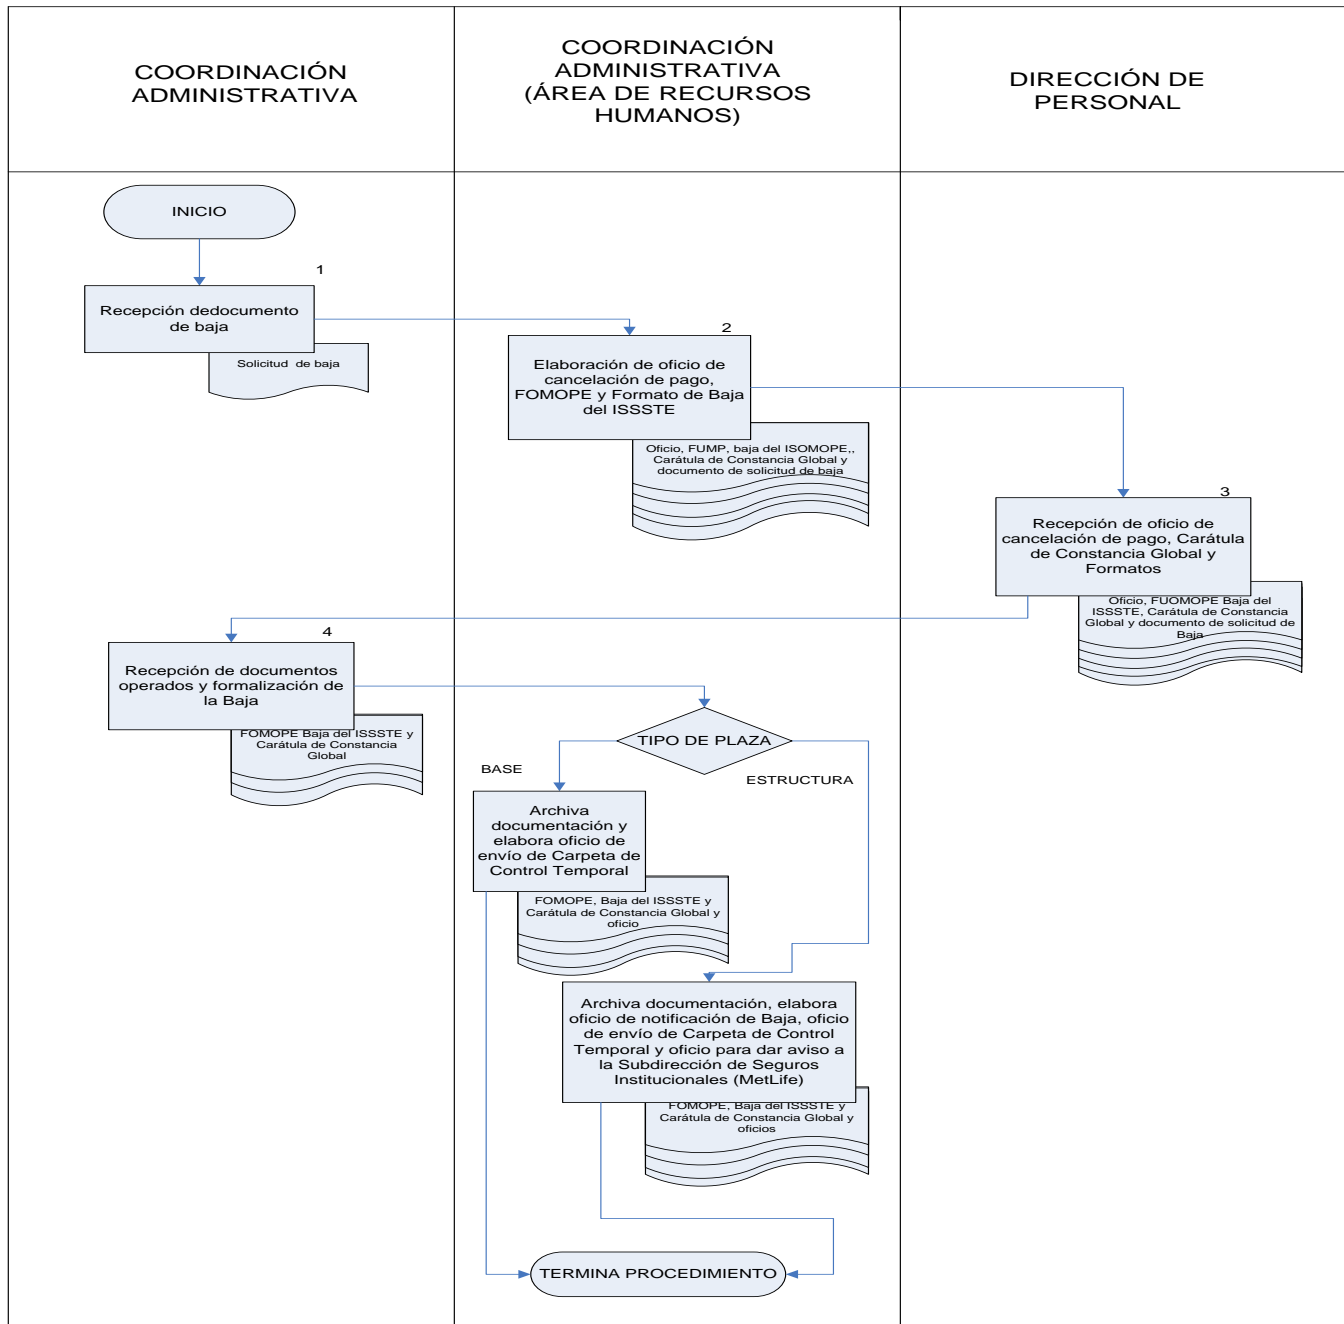 COORDINACIÓN
ADMINISTRATIVA
COORDINACIÓN
ADMINISTRATIVA
(ÁREA DE RECURSOS
HUMANOS)
DIRECCIÓN DE
PERSONAL
INICIO
1
Recepción dedocumento
de baja
Solicitud de baja
2
Elaboración de oficio de
cancelación de pago,
FOMOPE y Formato de Baja
del ISSSTE
Oficio, FUMP, baja del ISOMOPE,,
Carátula de Constancia Global y
documento de solicitud de baja
3
Recepción de oficio de
cancelación de pago, Carátula
de Constancia Global y
Formatos
Oficio, FUOMOPE Baja del
ISSSTE, Carátula de Constancia
Global y documento de solicitud de
Baja
4
Recepción de documentos
operados y formalización de
la Baja
FOMOPE Baja del ISSSTE y
Carátula de Constancia
Global
TIPO DE PLAZA
BASE
ESTRUCTURA
Archiva
documentación y
elabora oficio de
envío de Carpeta de
Control Temporal
FOMOPE, Baja del ISSSTE y
Carátula de Constancia Global y
oficio
Archiva documentación, elabora
oficio de notificación de Baja, oficio
de envío de Carpeta de Control
Temporal y oficio para dar aviso a
la Subdirección de Seguros
Institucionales (MetLife)
FOMOPE, Baja del ISSSTE y
Carátula de Constancia Global y
oficios
TERMINA PROCEDIMIENTO